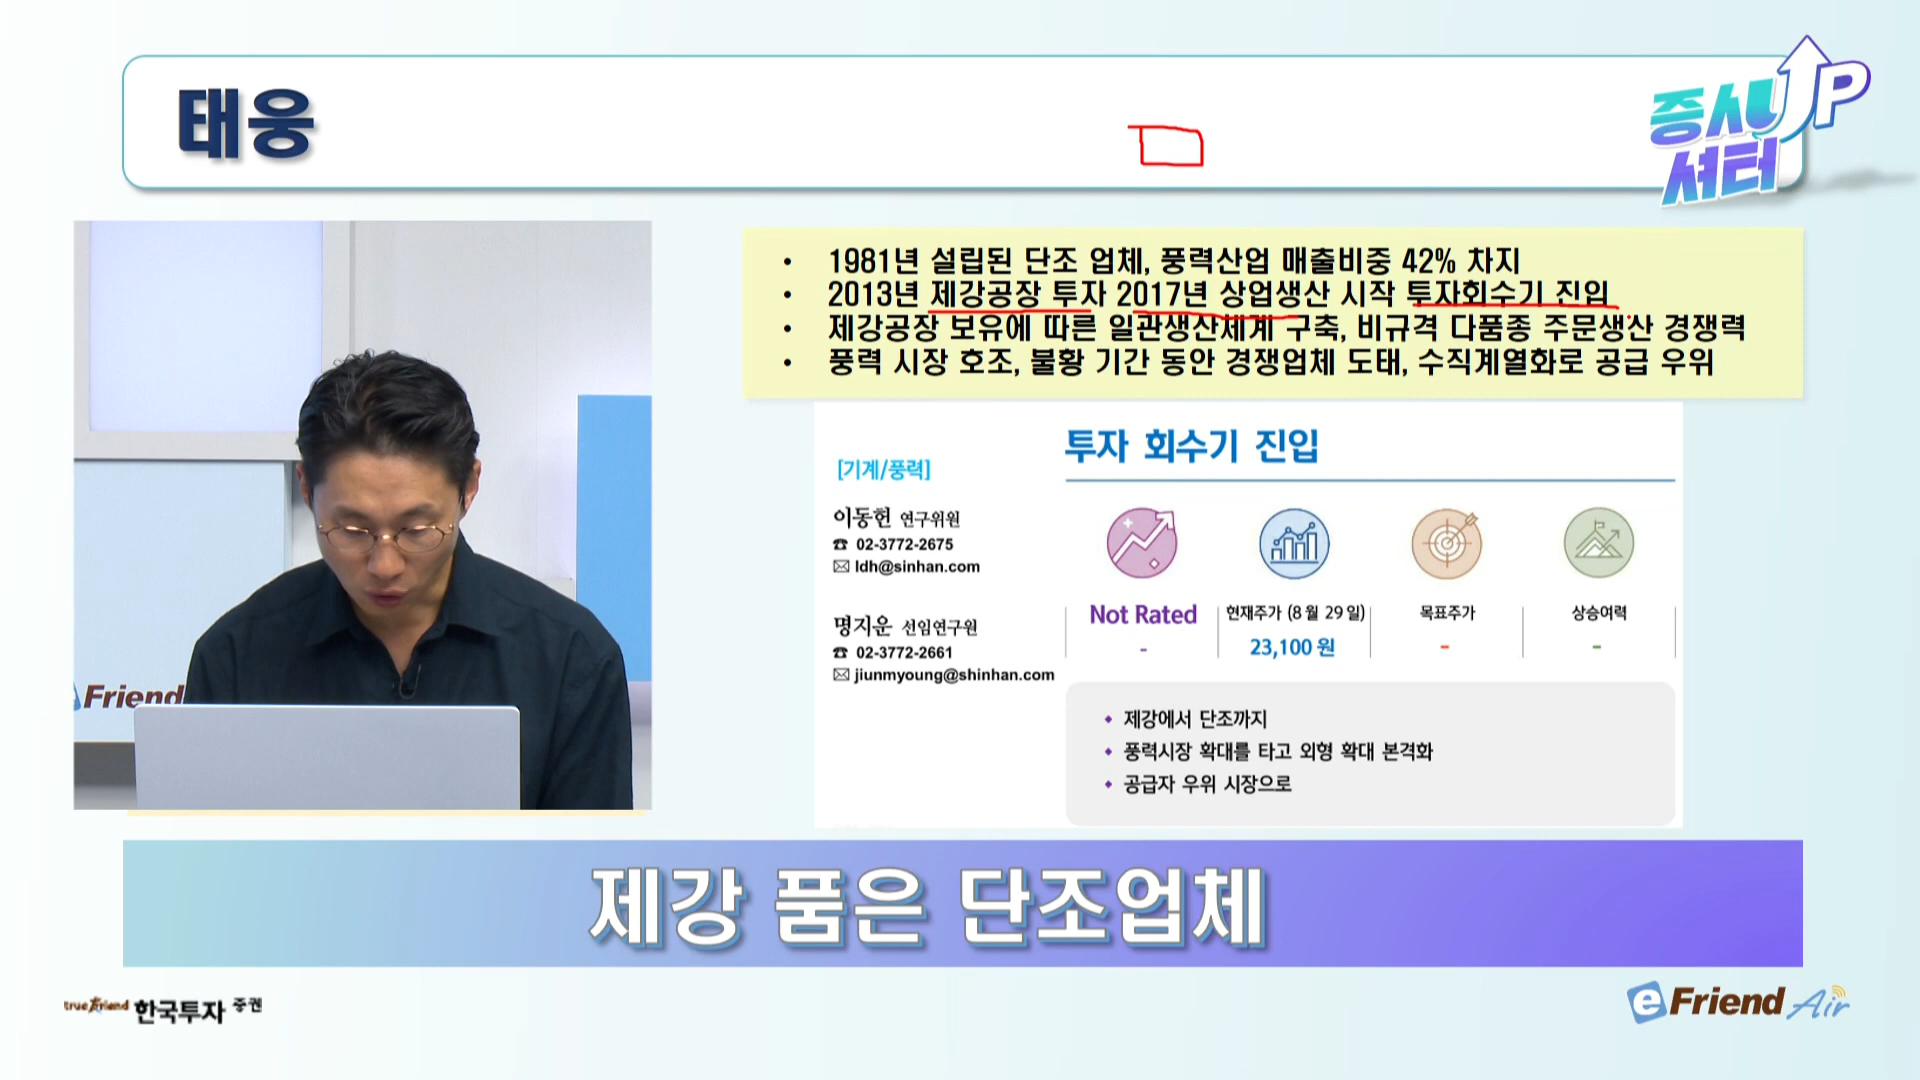 태웅
증시UP
셔터
• 1981년 설립된 단조 업체, 풍력산업 매출비중 42% 차지
• 2013년 제강공장 투자 2017년 상업생산 시작 투자회수기 진입
• 제강공장 보유에 따른 일관생산체계 구축, 비규격 다품종 주문생산 경쟁력
• 풍력 시장 호조, 불황 기간 동안 경쟁업체 도태, 수직계열화로 공급 우위
투자 회수기 진입
[기계/풍력]
이동헌 연구위원
☎ 02-3772-2675
✉ ldh@sinhan.com
명지운 선임연구원
☎ 02-3772-2661
✉ jiunmyoung@shinhan.com
Not Rated
-
현재주가 (8월 29일)
23,100 원
목표주가
-
상승여력
-
◆ 제강에서 단조까지
◆ 풍력시장 확대를 타고 외형 확대 본격화
◆ 공급자 우위 시장으로
Friend
제강 품은 단조업체
true Friend 한국투자 증권
eFriend Air